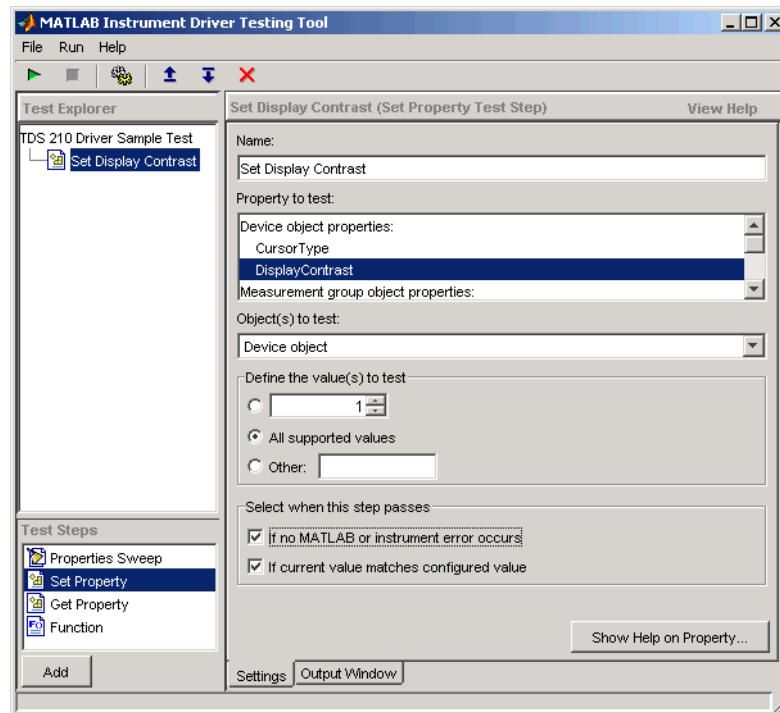 MATLAB Instrument Driver Testing Tool
File Run Help
Test Explorer
TDS 210 Driver Sample Test
Set Display Contrast
Test Steps
Properties Sweep
Set Property
Get Property
Function
Add
Set Display Contrast (Set Property Test Step) View Help
Name:
Set Display Contrast
Property to test:
Device object properties:
CursorType
DisplayContrast
Measurement group object properties:
Object(s) to test:
Device object
Define the value(s) to test
1
All supported values
Other:
Select when this step passes
If no MATLAB or instrument error occurs
If current value matches configured value
Show Help on Property...
Settings Output Window